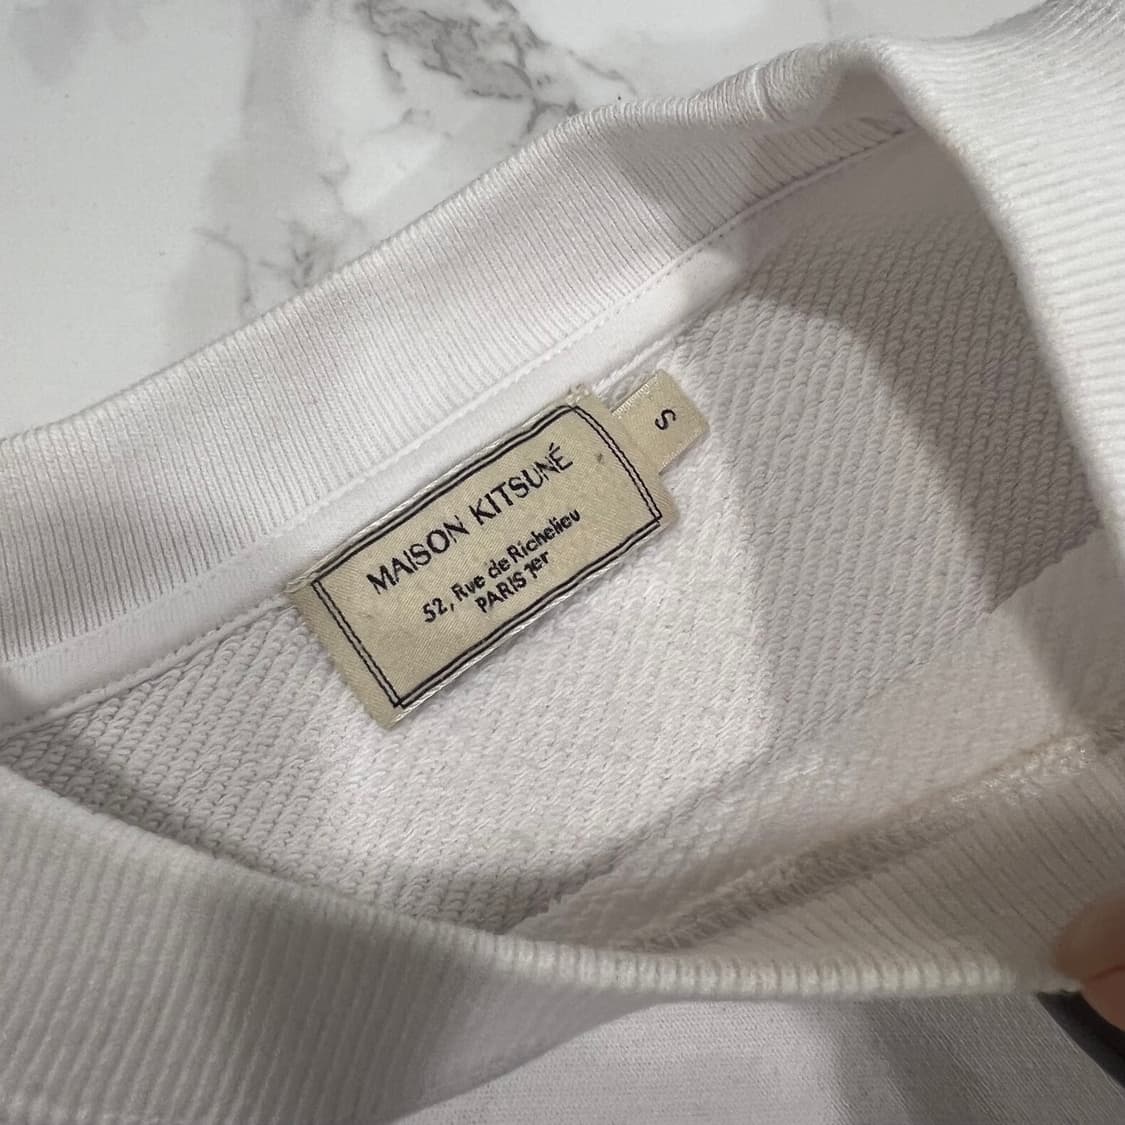 MAISON KITSUNÉ
52, Rue de Richelieu
PARIS 1er
S